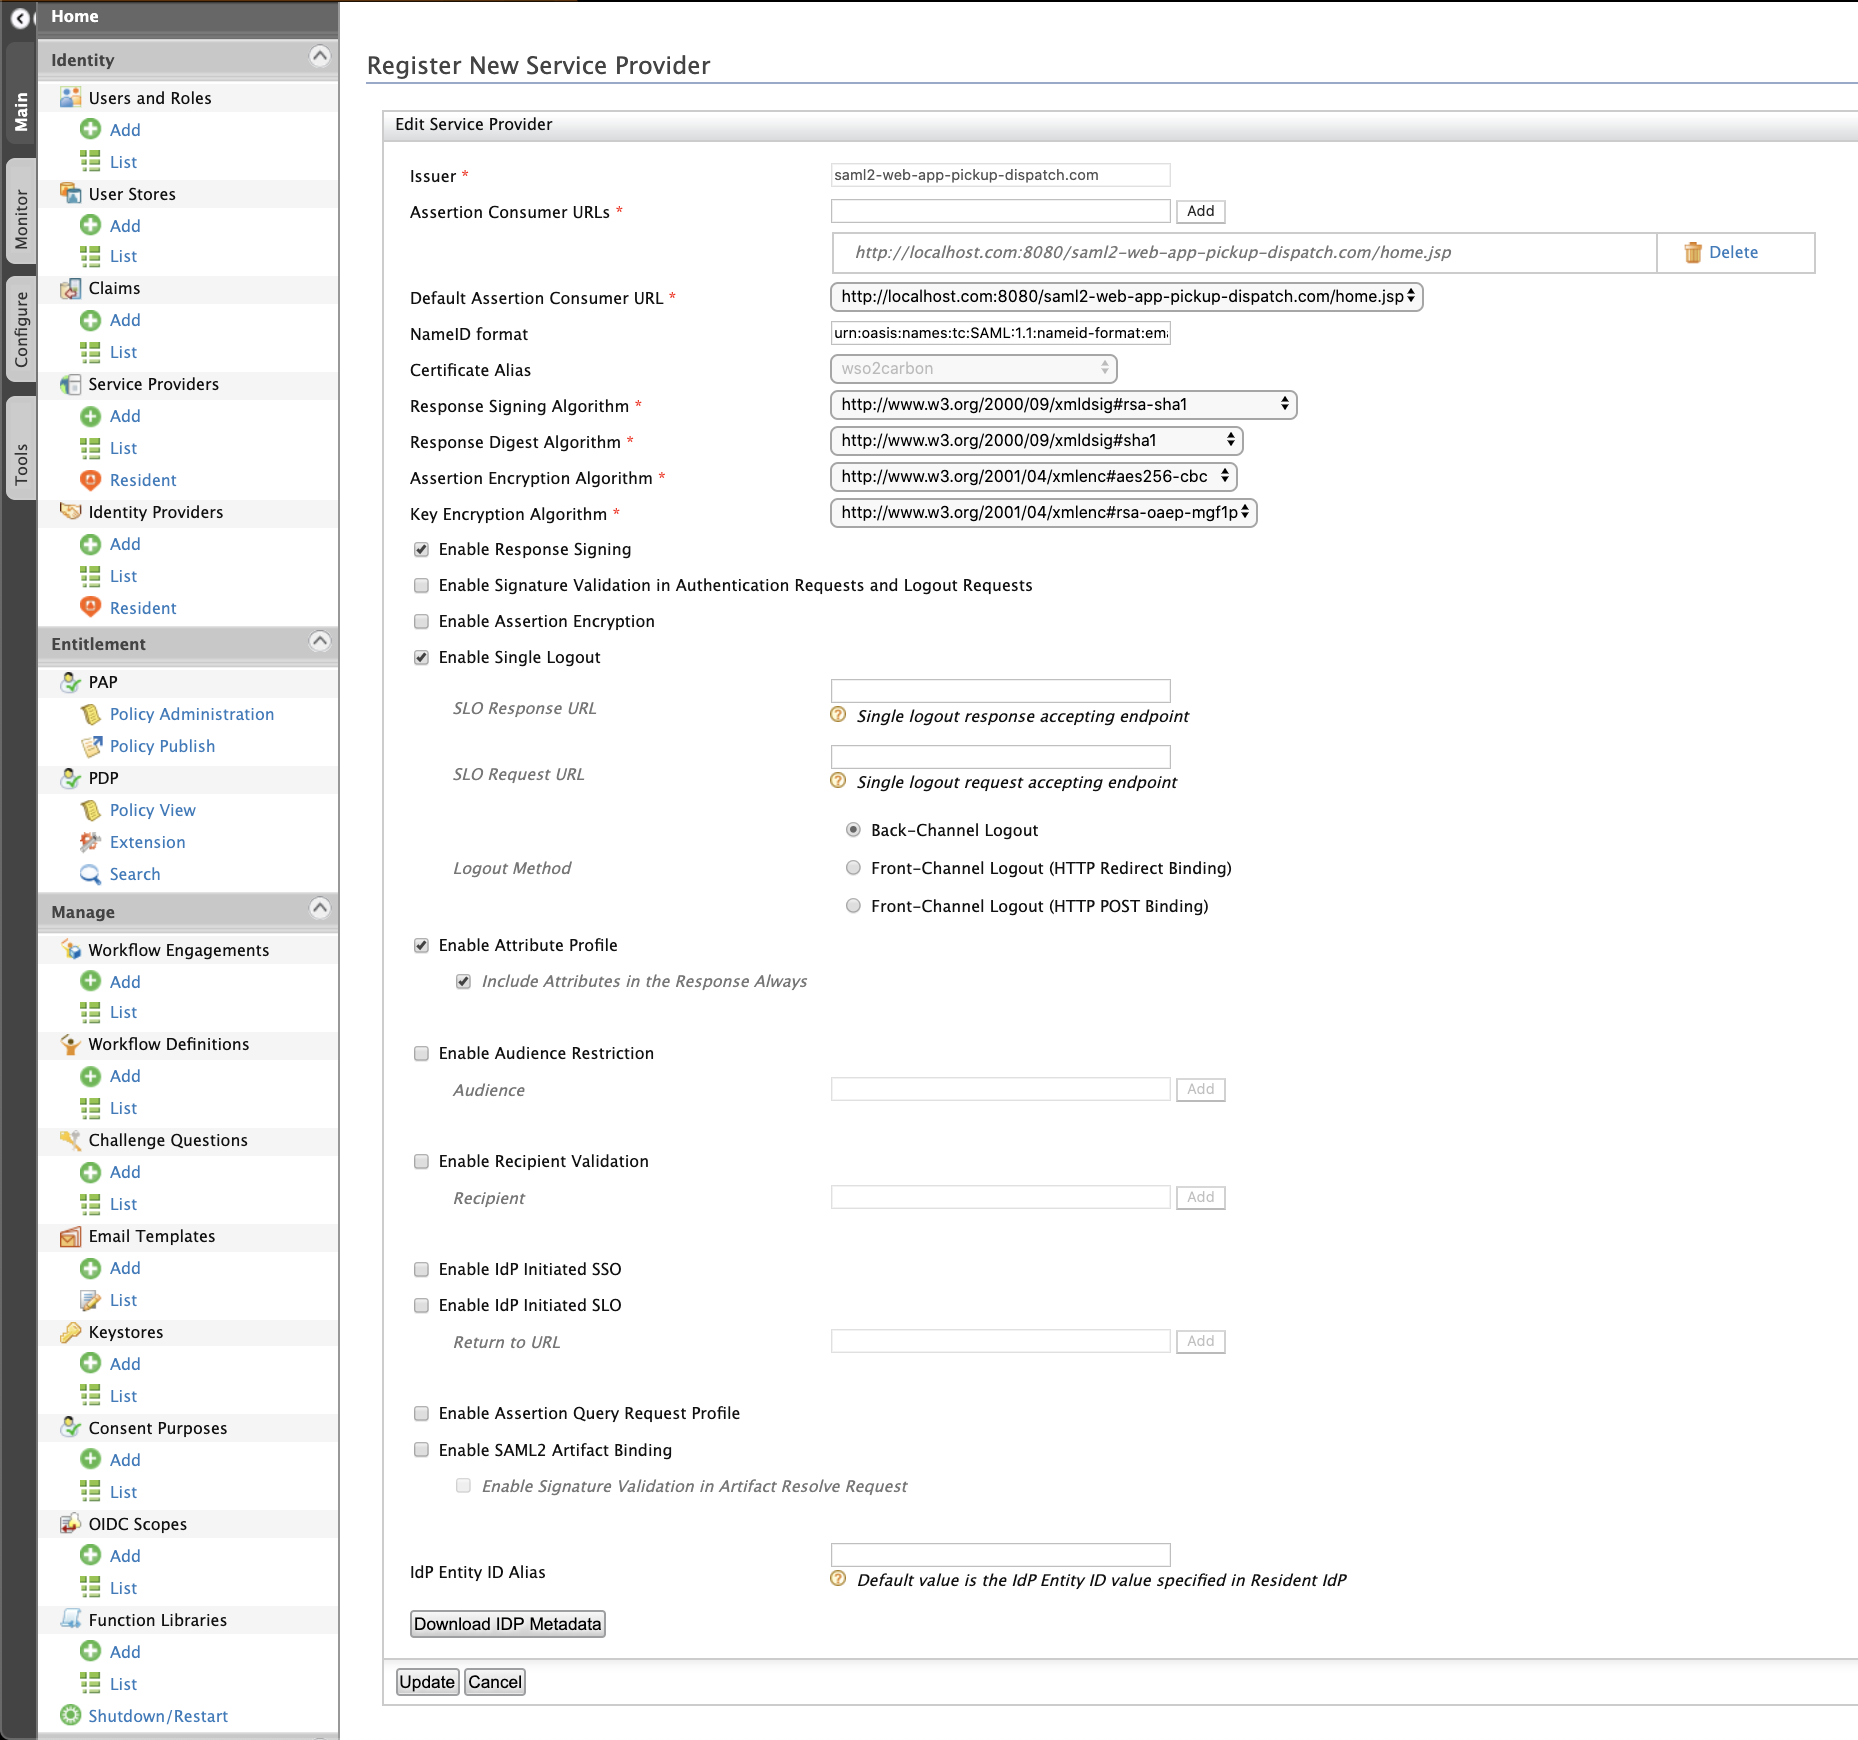 Home
Main
Monitor
Configure
Tools
Identity
Users and Roles
Add
List
User Stores
Add
List
Claims
Add
List
Service Providers
Add
List
Resident
Identity Providers
Add
List
Resident
Entitlement
PAP
Policy Administration
Policy Publish
PDP
Policy View
Extension
Search
Manage
Workflow Engagements
Add
List
Workflow Definitions
Add
List
Challenge Questions
Add
List
Email Templates
Add
List
Keystores
Add
List
Consent Purposes
Add
List
OIDC Scopes
Add
List
Function Libraries
Add
List
Shutdown/Restart
Register New Service Provider
Edit Service Provider
Issuer * saml2-web-app-pickup-dispatch.com
Assertion Consumer URLs * Add
http://localhost.com:8080/saml2-web-app-pickup-dispatch.com/home.jsp Delete
Default Assertion Consumer URL * http://localhost.com:8080/saml2-web-app-pickup-dispatch.com/home.jsp
NameID format urn:oasis:names:tc:SAML:1.1:nameid-format:ema
Certificate Alias wso2carbon
Response Signing Algorithm * http://www.w3.org/2000/09/xmldsig#rsa-sha1
Response Digest Algorithm * http://www.w3.org/2000/09/xmldsig#sha1
Assertion Encryption Algorithm * http://www.w3.org/2001/04/xmlenc#aes256-cbc
Key Encryption Algorithm * http://www.w3.org/2001/04/xmlenc#rsa-oaep-mgf1p
Enable Response Signing
Enable Signature Validation in Authentication Requests and Logout Requests
Enable Assertion Encryption
Enable Single Logout
SLO Response URL
Single logout response accepting endpoint
SLO Request URL
Single logout request accepting endpoint
Back-Channel Logout
Logout Method Front-Channel Logout (HTTP Redirect Binding)
Front-Channel Logout (HTTP POST Binding)
Enable Attribute Profile
Include Attributes in the Response Always
Enable Audience Restriction
Audience Add
Enable Recipient Validation
Recipient Add
Enable IdP Initiated SSO
Enable IdP Initiated SLO
Return to URL Add
Enable Assertion Query Request Profile
Enable SAML2 Artifact Binding
Enable Signature Validation in Artifact Resolve Request
IdP Entity ID Alias
Default value is the IdP Entity ID value specified in Resident IdP
Download IDP Metadata
Update Cancel